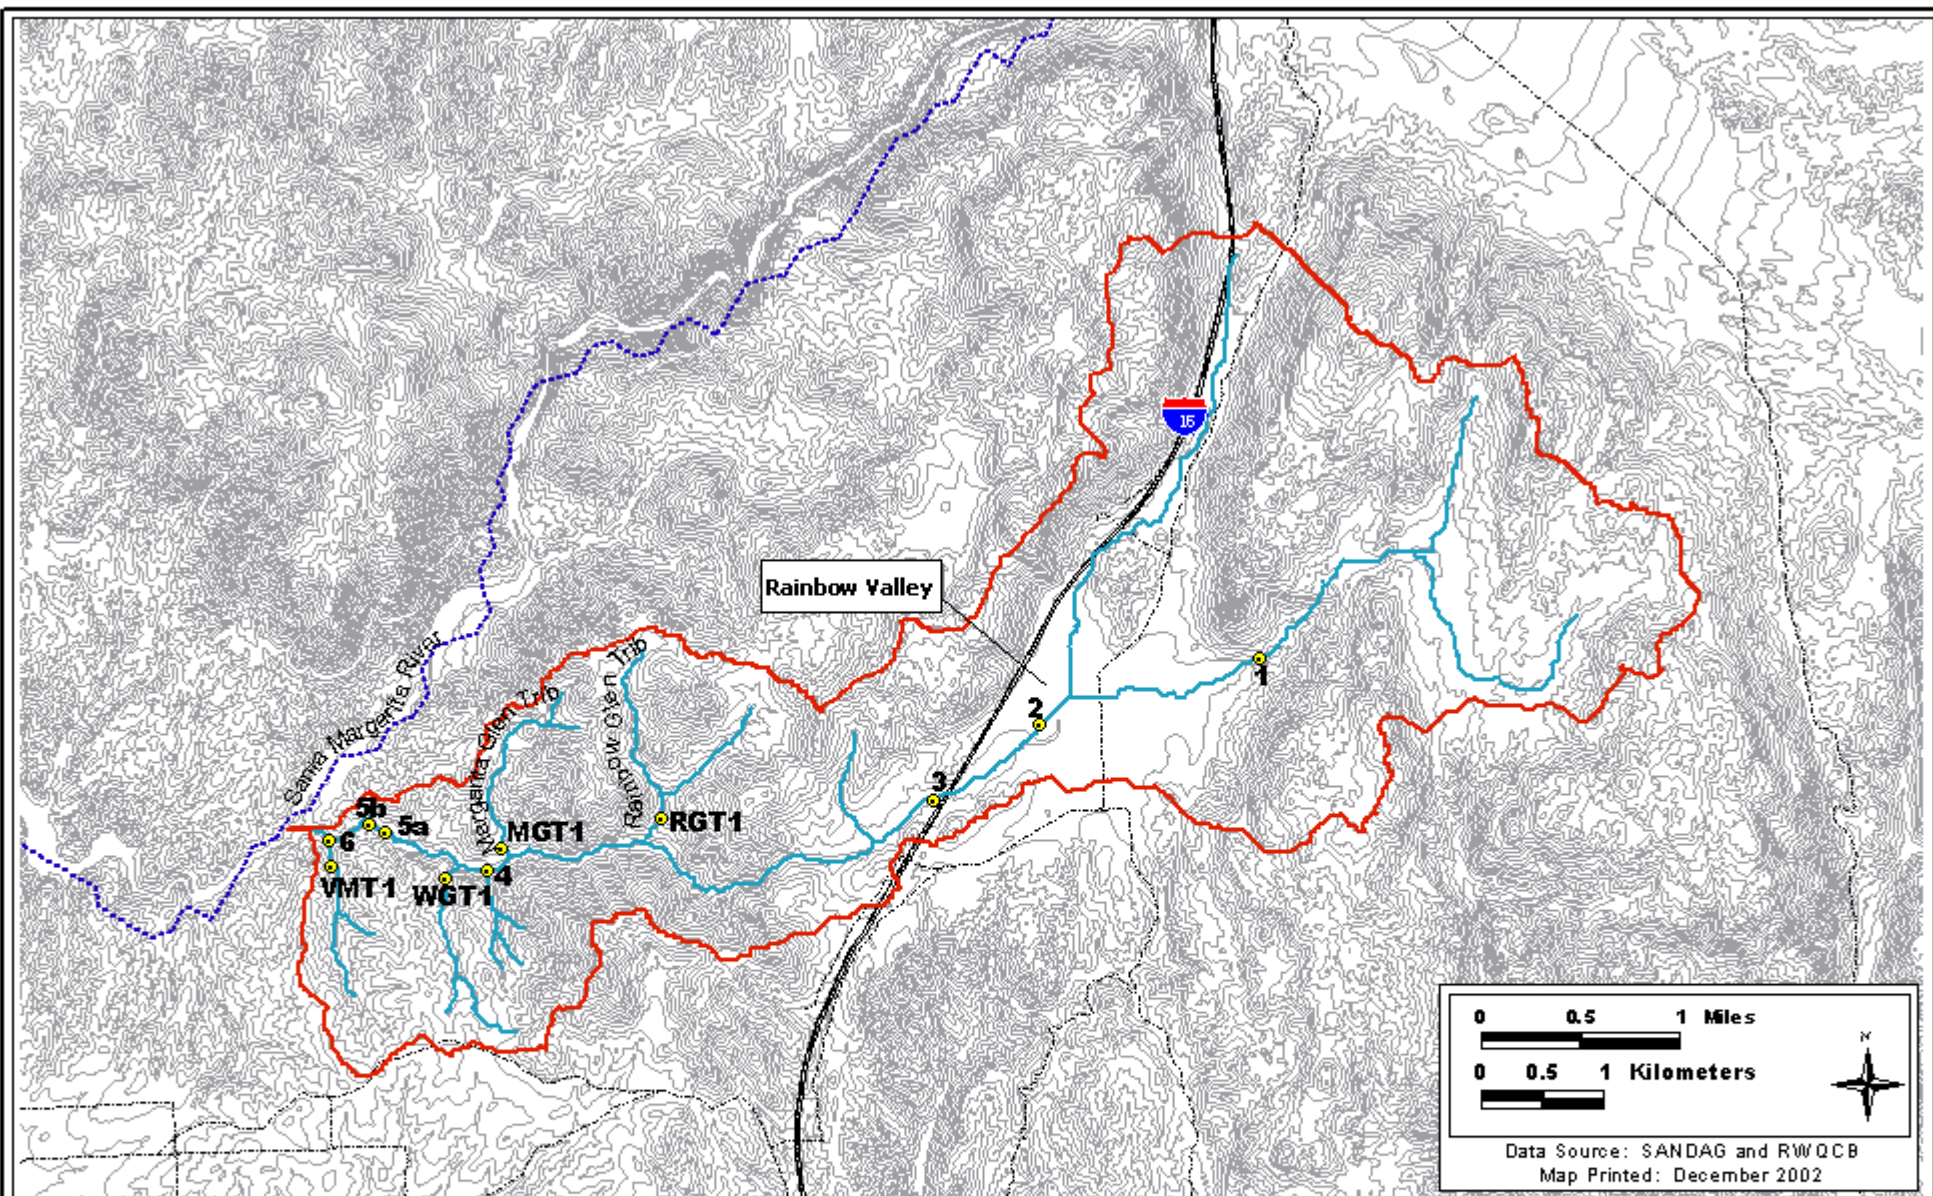 15
Rainbow Valley
Santa Margarita River
Margarita Glen Trib
Rainbow Glen Trib
1
2
3
RGT1
MGT1
5b
5a
6
4
VMT1
WGT1
0 0.5 1 Miles
0 0.5 1 Kilometers
N
Data Source: SANDAG and RWQCB
Map Printed: December 2002